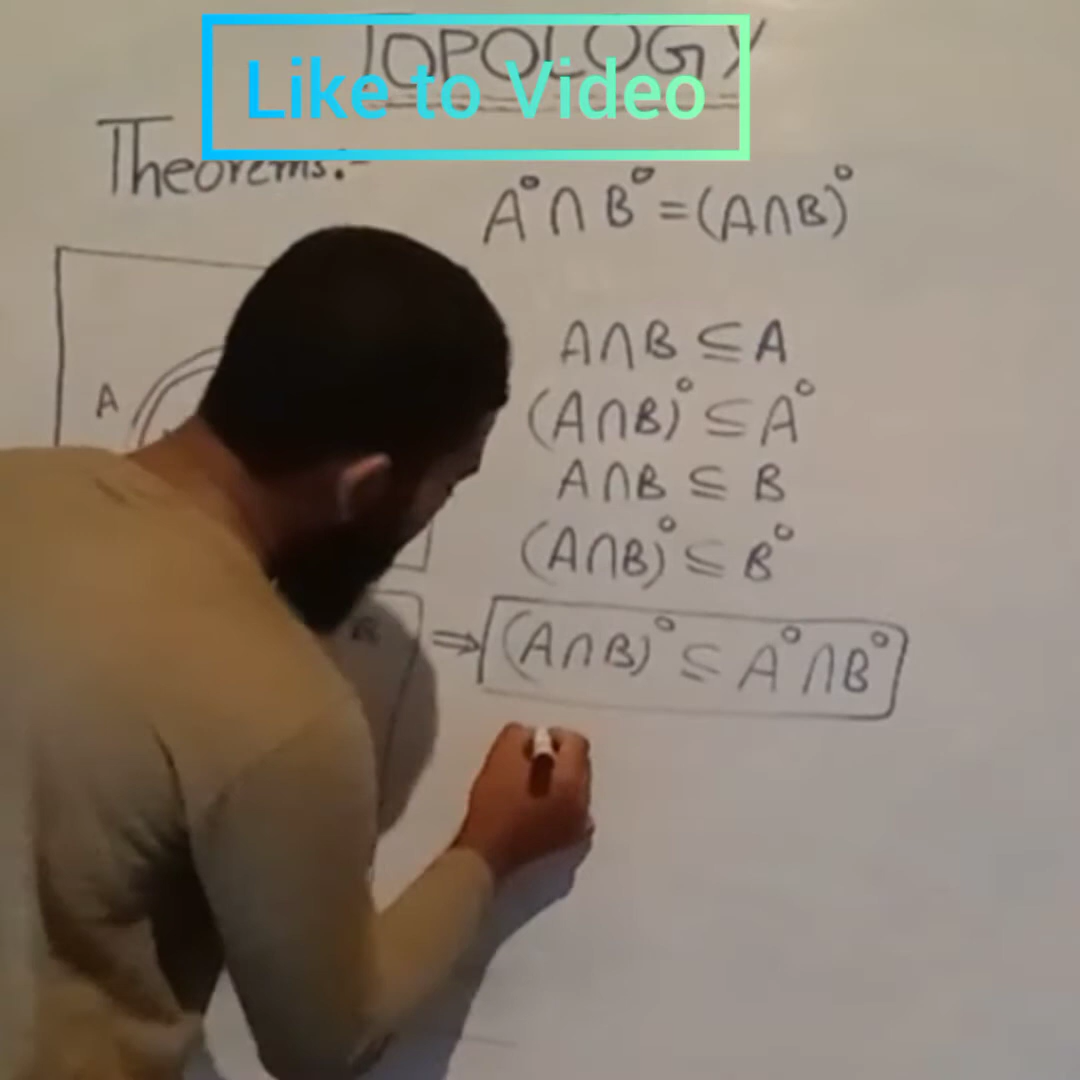 TOPOLOGY
Like to Video
Theorems:-
A° ∩ B° = (A∩B)°
A
A∩B ⊆ A
(A∩B)° ⊆ A°
A∩B ⊆ B
(A∩B)° ⊆ B°
⇒ (A∩B)° ⊆ A° ∩ B°